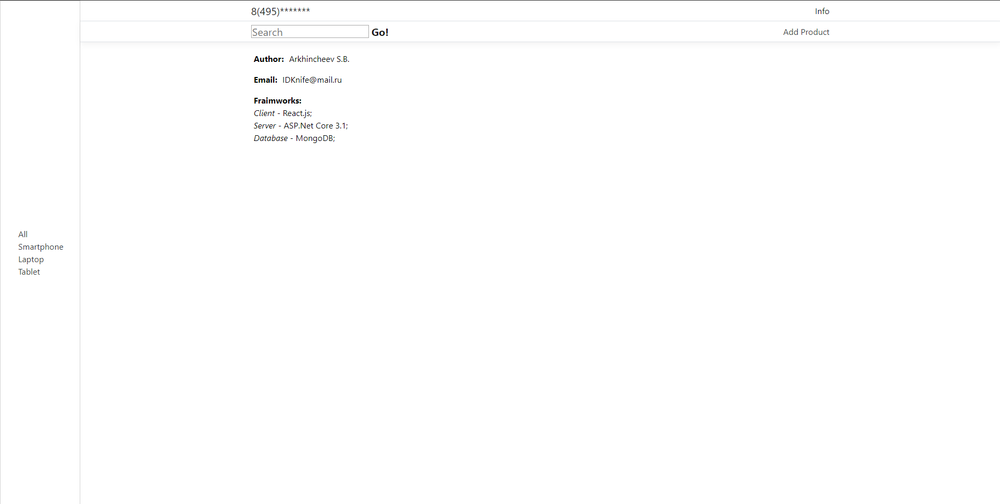 8(495)*******
Info
Search Go!
Add Product
Author: Arkhincheev S.B.
Email: IDKnife@mail.ru
Fraimworks:
Client - React.js;
Server - ASP.Net Core 3.1;
Database - MongoDB;
All
Smartphone
Laptop
Tablet